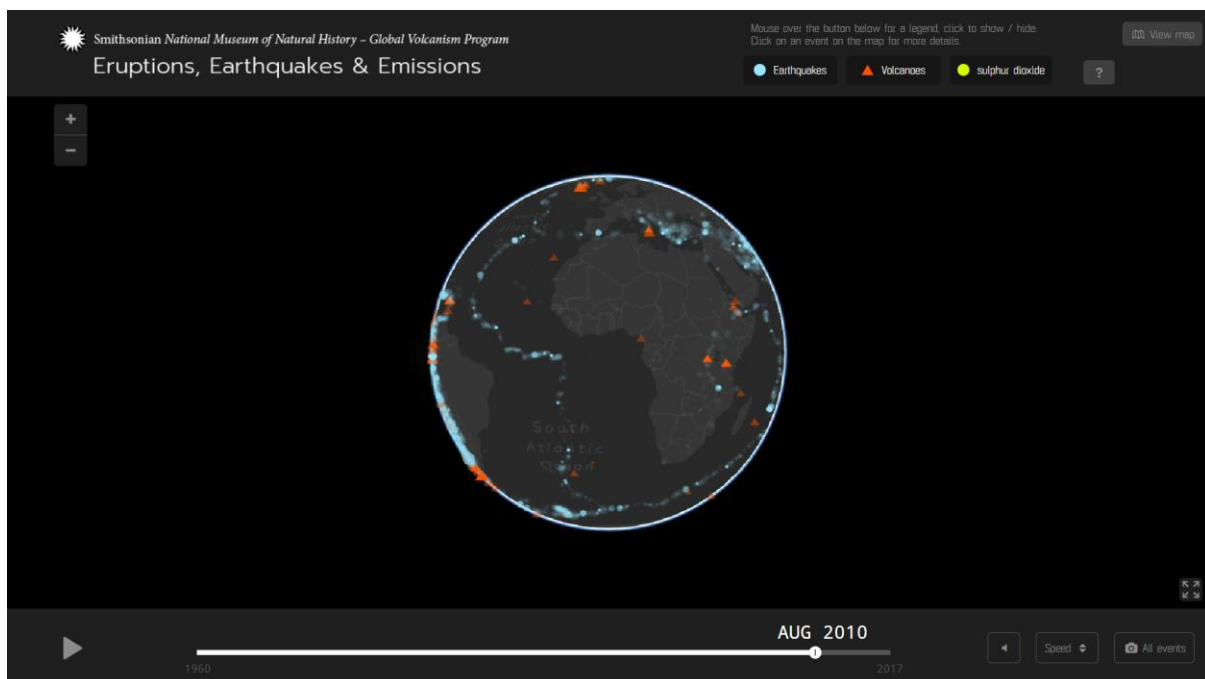 Smithsonian National Museum of Natural History – Global Volcanism Program
Eruptions, Earthquakes & Emissions
Mouse over the button below for a legend, click to show / hide.
Click on an event on the map for more details.
Earthquakes
Volcanoes
sulphur dioxide
?
View map
+
−
South
Atlantic
Ocean
AUG 2010
1960
2017
Speed
All events